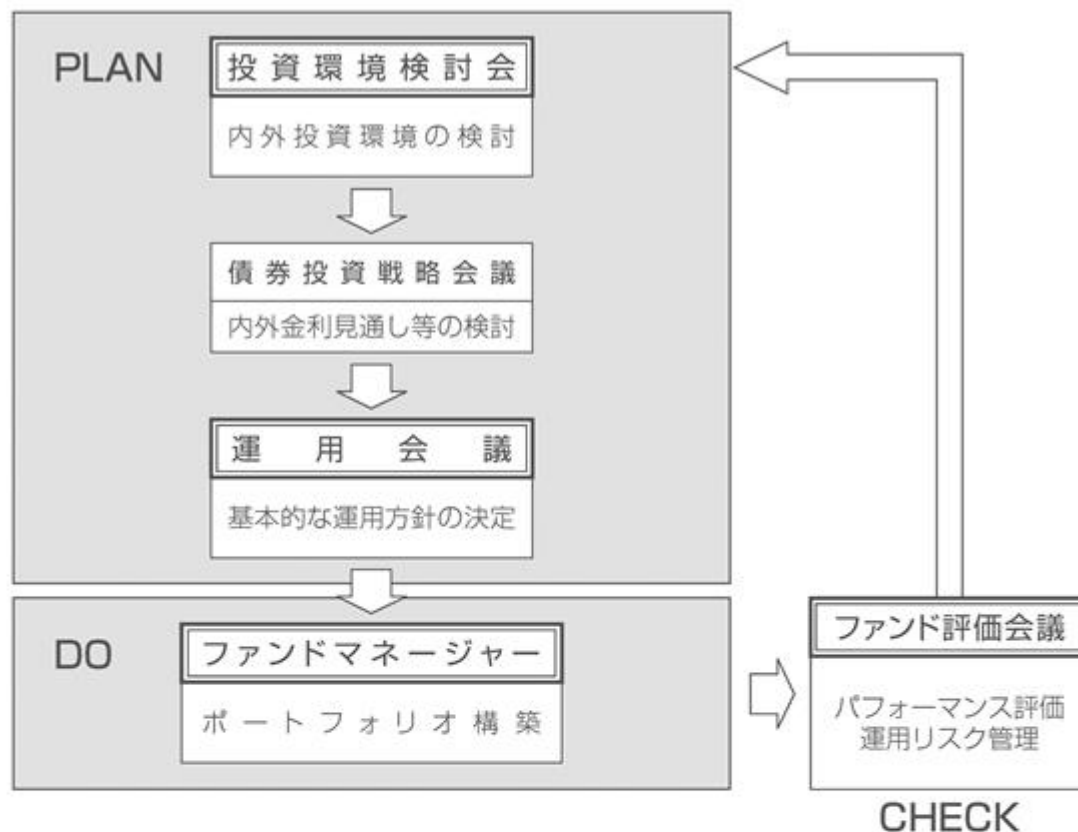 PLAN
投資環境検討会
内外投資環境の検討
債券投資戦略会議
内外金利見通し等の検討
運用会議
基本的な運用方針の決定
DO
ファンドマネージャー
ポートフォリオ構築
ファンド評価会議
パフォーマンス評価
運用リスク管理
CHECK